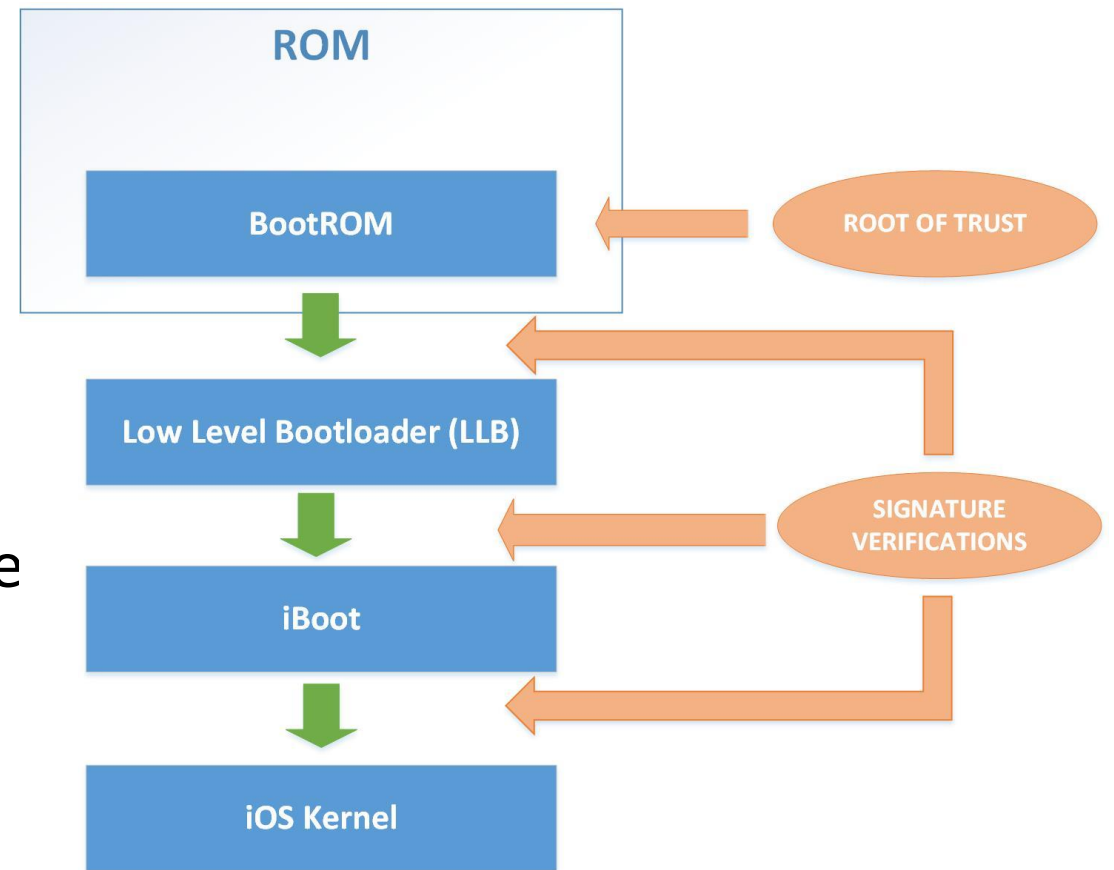 ROM
BootROM
ROOT OF TRUST
Low Level Bootloader (LLB)
SIGNATURE
VERIFICATIONS
e
iBoot
iOS Kernel